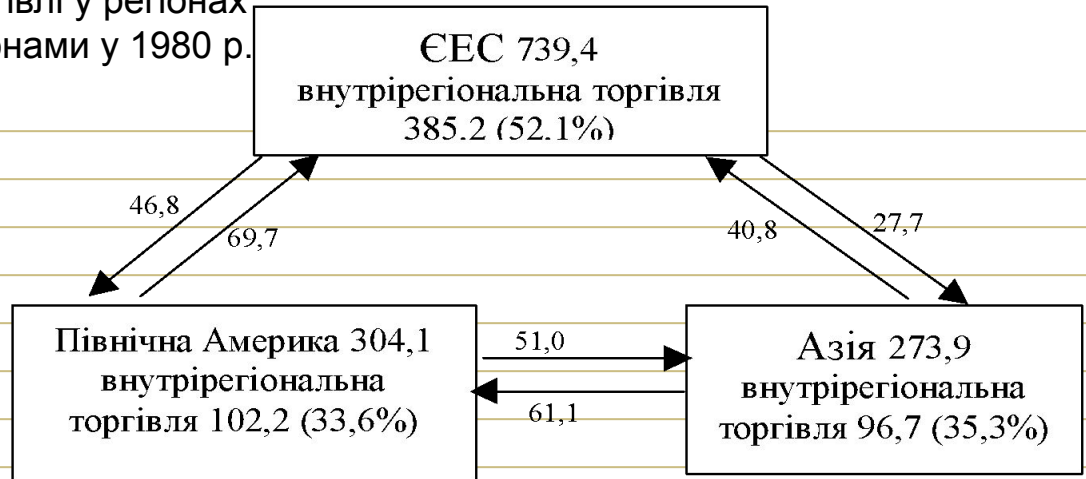 у регіонах
у 1980 р.
ЄЕС 739,4
внутрірегіональна торгівля
385,2 (52,1%)
46,8
69,7
40,8
27,7
Північна Америка 304,1
внутрірегіональна
торгівля 102,2 (33,6%)
51,0
61,1
Азія 273,9
внутрірегіональна
торгівля 96,7 (35,3%)